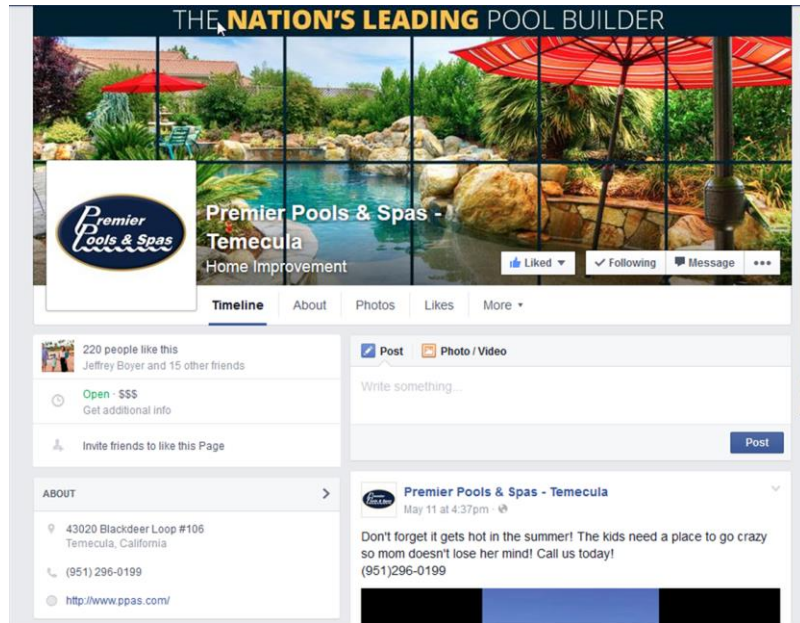 THE NATION'S LEADING POOL BUILDER
Premier
Pools & Spas
Premier Pools & Spas -
Temecula
Home Improvement
Liked
Following
Message
Timeline About Photos Likes More
220 people like this
Jeffrey Boyer and 15 other friends
Open · $$$
Get additional info
Invite friends to like this Page
ABOUT
43020 Blackdeer Loop #106
Temecula, California
(951) 296-0199
http://www.ppas.com/
Post Photo / Video
Write something...
Post
Premier Pools & Spas - Temecula
May 11 at 4:37pm ·
Don't forget it gets hot in the summer! The kids need a place to go crazy
so mom doesn't lose her mind! Call us today!
(951)296-0199